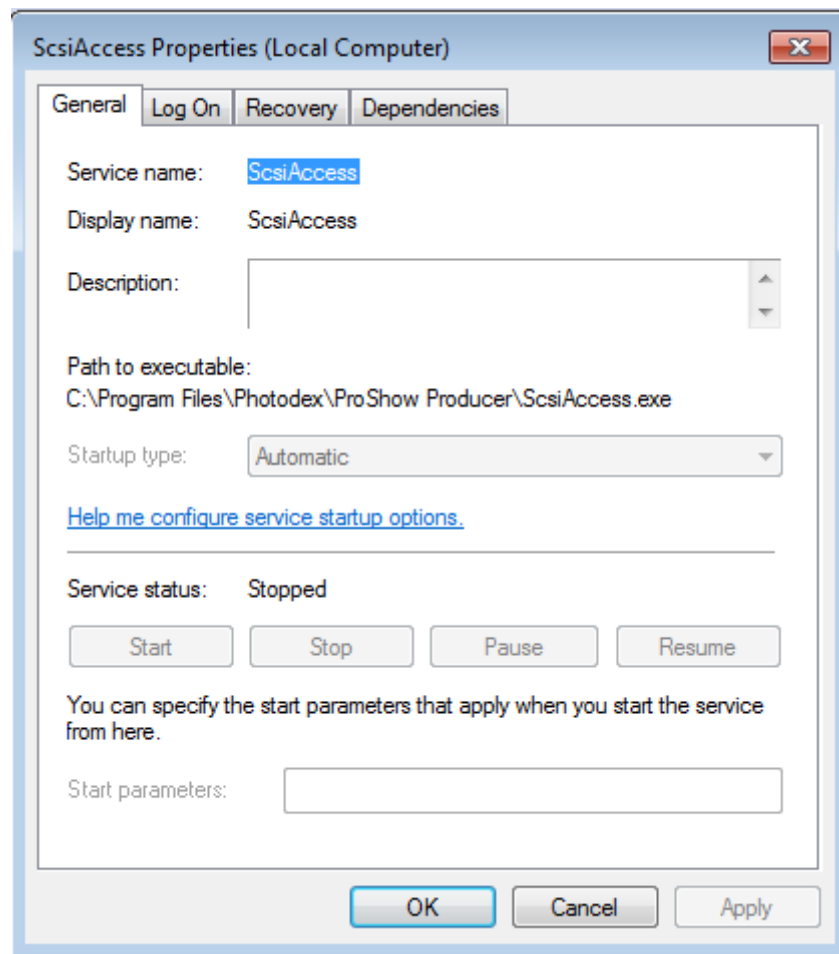 ScsiAccess Properties (Local Computer)
General Log On Recovery Dependencies
Service name: ScsiAccess
Display name: ScsiAccess
Description:
Path to executable:
C:\Program Files\Photodex\ProShow Producer\ScsiAccess.exe
Startup type: Automatic
Help me configure service startup options.
Service status: Stopped
Start Stop Pause Resume
You can specify the start parameters that apply when you start the service
from here.
Start parameters:
OK Cancel Apply